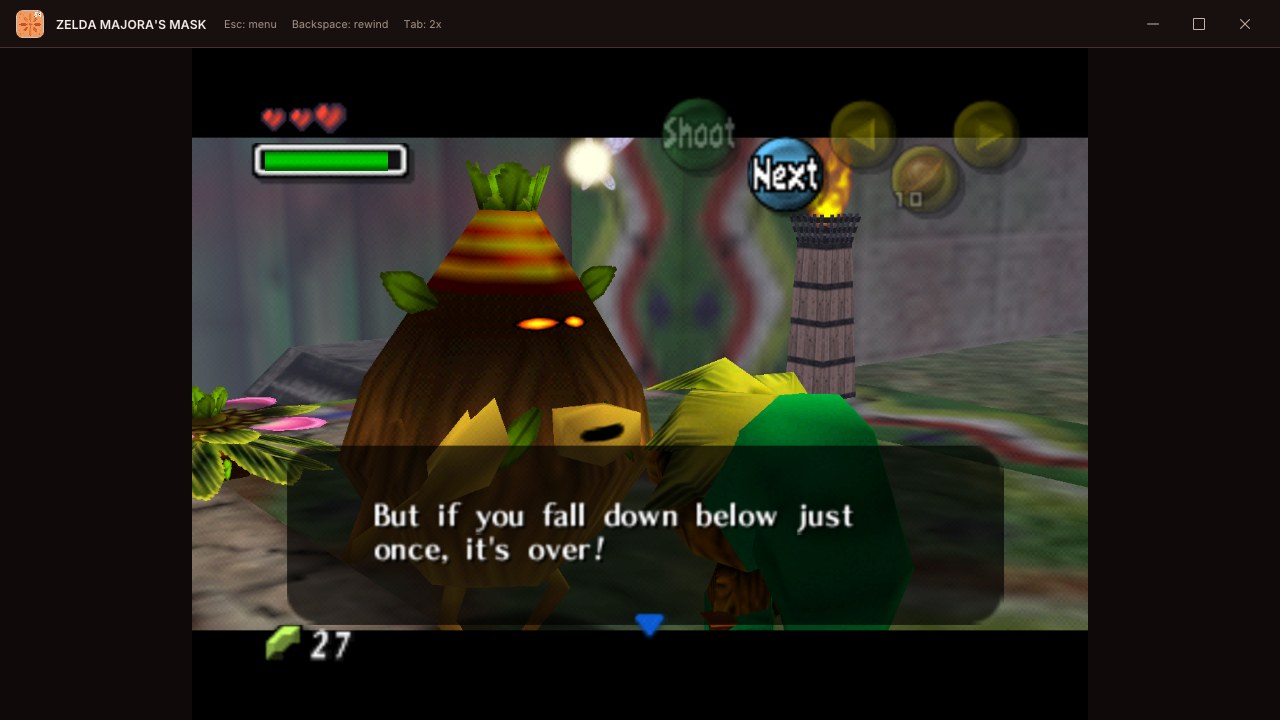 ZELDA MAJORA'S MASK Esc: menu Backspace: rewind Tab: 2x
Shoot
Next
10
But if you fall down below just
once, it's over!
27